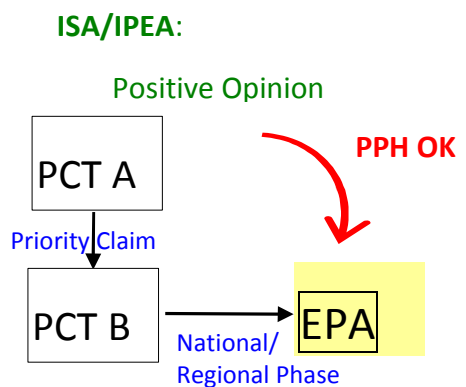 ISA/IPEA:
Positive Opinion
PPH OK
PCT A
Priority Claim
PCT B
EPA
National/
Regional Phase